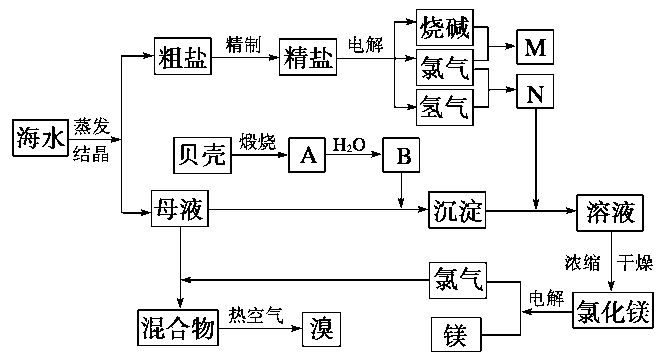 烧碱
粗盐 精制 精盐 电解 氯气 M
氢气 N
海水 蒸发
结晶
贝壳 煅烧 A H₂O B
母液 沉淀 溶液
浓缩 干燥
氯气
混合物 热空气 溴 镁 电解 氯化镁